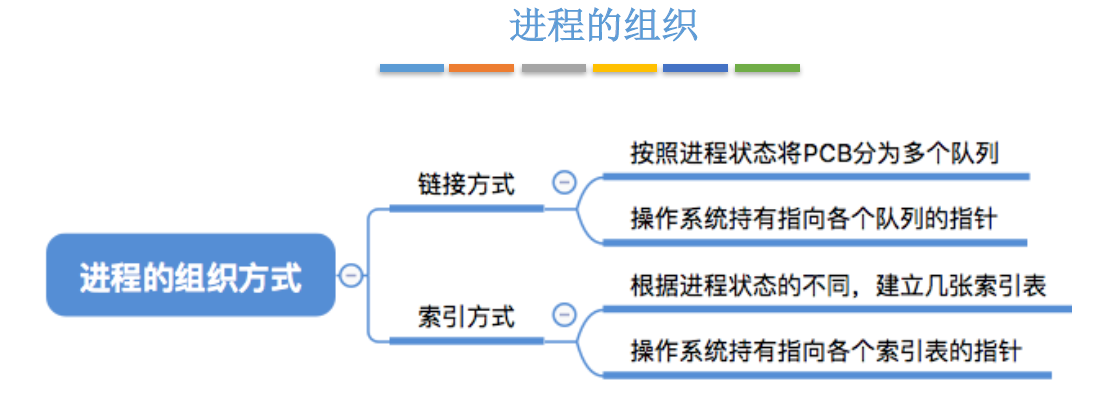 进程的组织
按照进程状态将PCB分为多个队列
链接方式
操作系统持有指向各个队列的指针
进程的组织方式
根据进程状态的不同，建立几张索引表
索引方式
操作系统持有指向各个索引表的指针